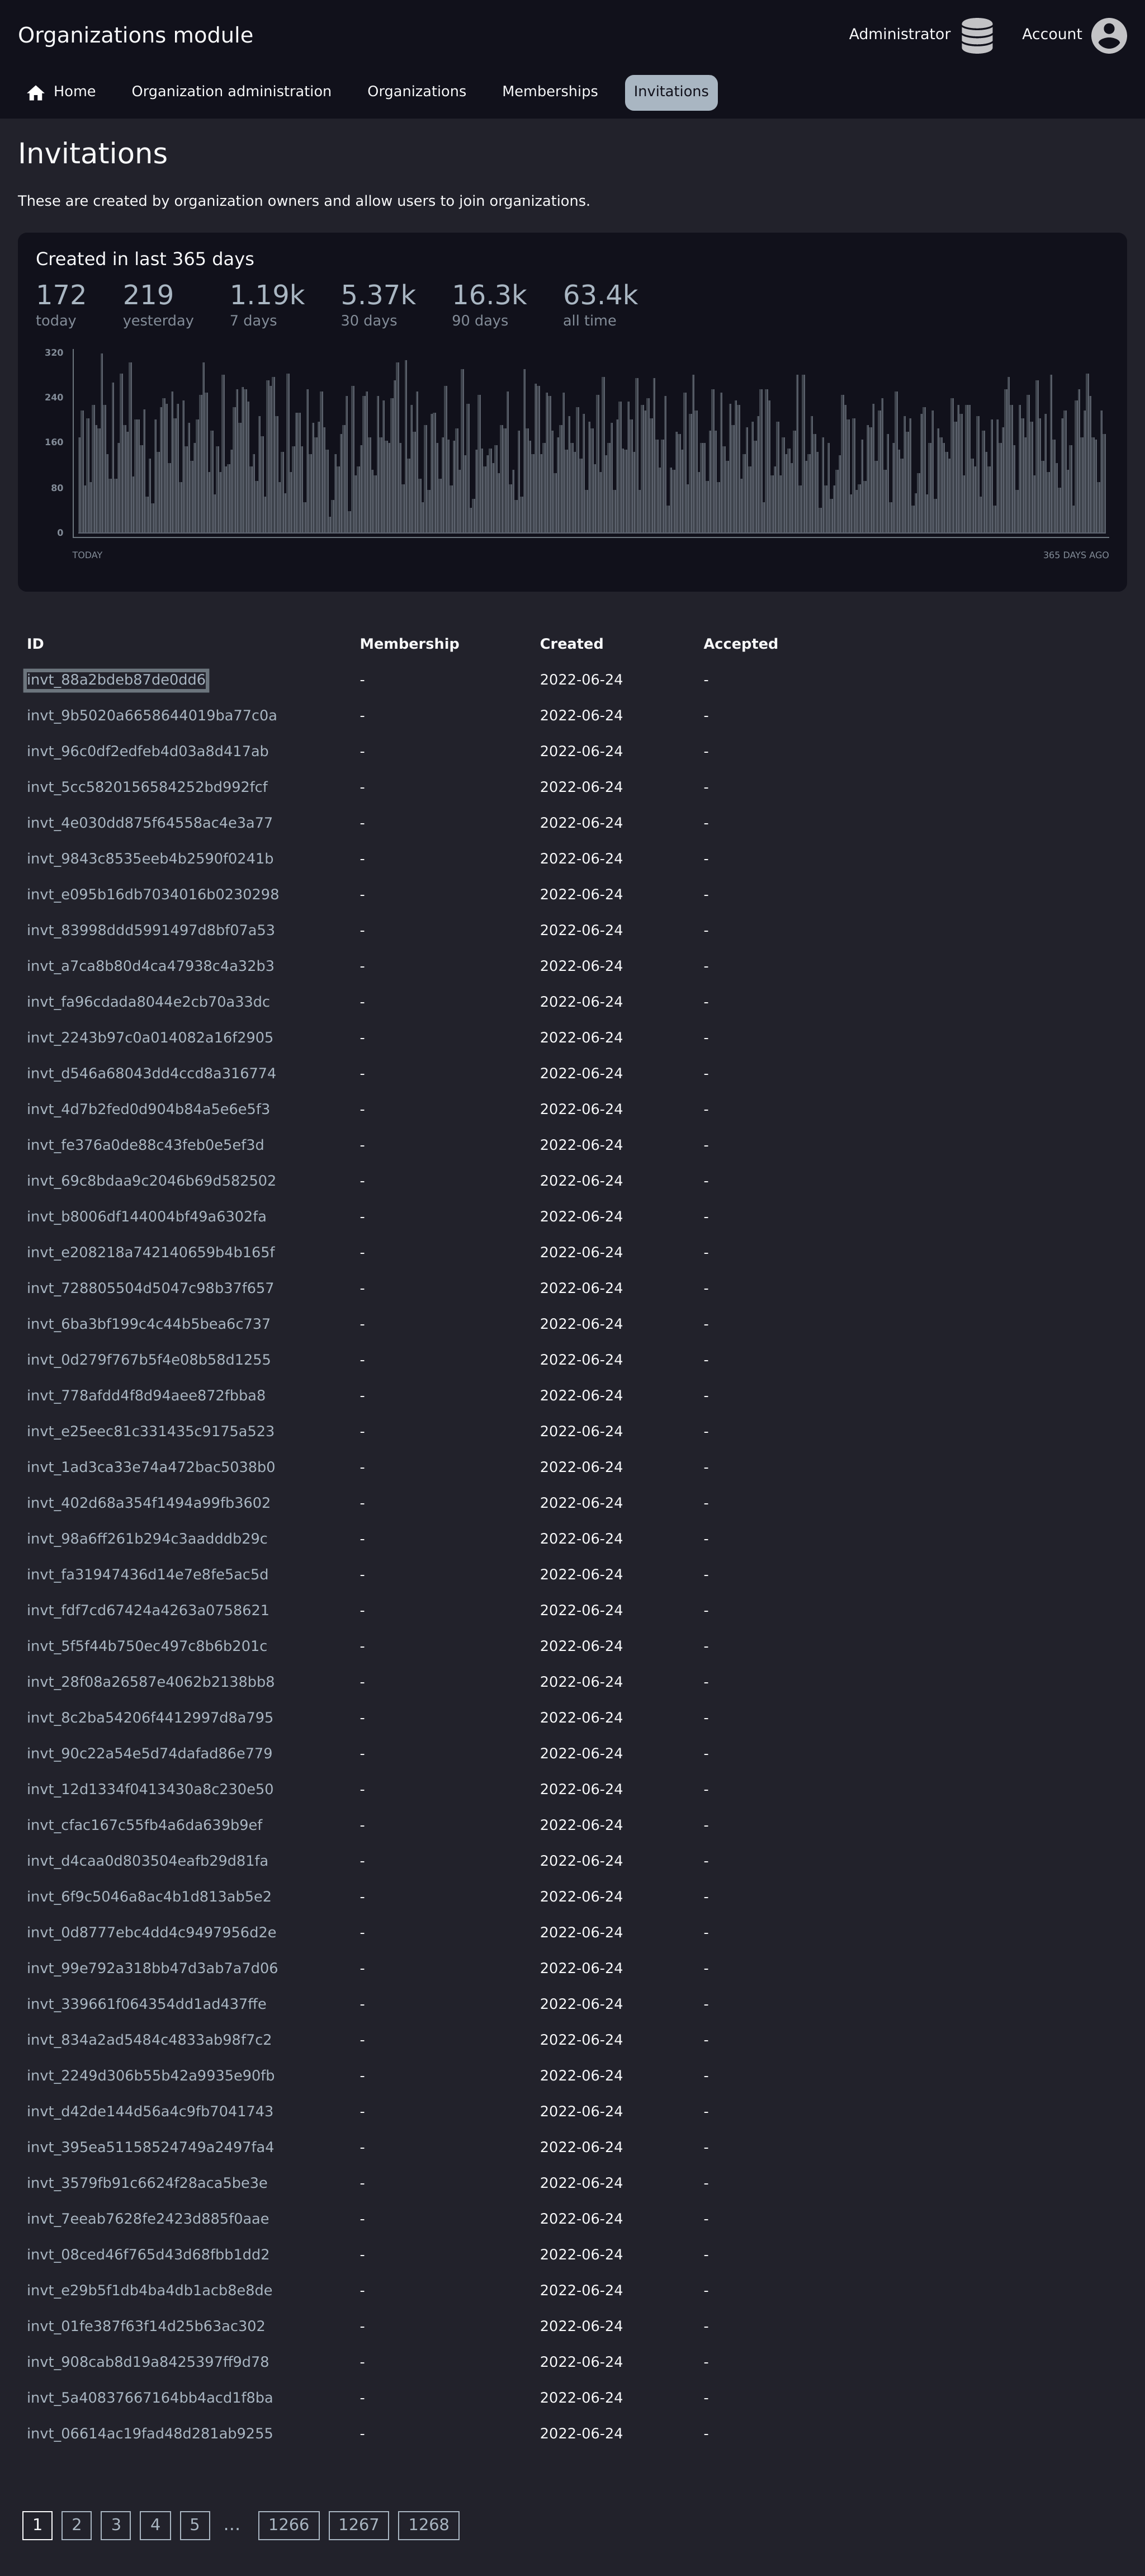 Organizations module
Administrator
Account
Home Organization administration Organizations Memberships Invitations
Invitations
These are created by organization owners and allow users to join organizations.
Created in last 365 days
172 219 1.19k 5.37k 16.3k 63.4k
today yesterday 7 days 30 days 90 days all time
320
240
160
80
0
TODAY 365 DAYS AGO
ID Membership Created Accepted
invt_88a2bdeb87de0dd6 - 2022-06-24 -
invt_9b5020a6658644019ba77c0a - 2022-06-24 -
invt_96c0df2edfeb4d03a8d417ab - 2022-06-24 -
invt_5cc5820156584252bd992fcf - 2022-06-24 -
invt_4e030dd875f64558ac4e3a77 - 2022-06-24 -
invt_9843c8535eeb4b2590f0241b - 2022-06-24 -
invt_e095b16db7034016b0230298 - 2022-06-24 -
invt_83998ddd5991497d8bf07a53 - 2022-06-24 -
invt_a7ca8b80d4ca47938c4a32b3 - 2022-06-24 -
invt_fa96cdada8044e2cb70a33dc - 2022-06-24 -
invt_2243b97c0a014082a16f2905 - 2022-06-24 -
invt_d546a68043dd4ccd8a316774 - 2022-06-24 -
invt_4d7b2fed0d904b84a5e6e5f3 - 2022-06-24 -
invt_fe376a0de88c43feb0e5ef3d - 2022-06-24 -
invt_69c8bdaa9c2046b69d582502 - 2022-06-24 -
invt_b8006df144004bf49a6302fa - 2022-06-24 -
invt_e208218a742140659b4b165f - 2022-06-24 -
invt_728805504d5047c98b37f657 - 2022-06-24 -
invt_6ba3bf199c4c44b5bea6c737 - 2022-06-24 -
invt_0d279f767b5f4e08b58d1255 - 2022-06-24 -
invt_778afdd4f8d94aee872fbba8 - 2022-06-24 -
invt_e25eec81c331435c9175a523 - 2022-06-24 -
invt_1ad3ca33e74a472bac5038b0 - 2022-06-24 -
invt_402d68a354f1494a99fb3602 - 2022-06-24 -
invt_98a6ff261b294c3aadddb29c - 2022-06-24 -
invt_fa31947436d14e7e8fe5ac5d - 2022-06-24 -
invt_fdf7cd67424a4263a0758621 - 2022-06-24 -
invt_5f5f44b750ec497c8b6b201c - 2022-06-24 -
invt_28f08a26587e4062b2138bb8 - 2022-06-24 -
invt_8c2ba54206f4412997d8a795 - 2022-06-24 -
invt_90c22a54e5d74dafad86e779 - 2022-06-24 -
invt_12d1334f0413430a8c230e50 - 2022-06-24 -
invt_cfac167c55fb4a6da639b9ef - 2022-06-24 -
invt_d4caa0d803504eafb29d81fa - 2022-06-24 -
invt_6f9c5046a8ac4b1d813ab5e2 - 2022-06-24 -
invt_0d8777ebc4dd4c9497956d2e - 2022-06-24 -
invt_99e792a318bb47d3ab7a7d06 - 2022-06-24 -
invt_339661f064354dd1ad437ffe - 2022-06-24 -
invt_834a2ad5484c4833ab98f7c2 - 2022-06-24 -
invt_2249d306b55b42a9935e90fb - 2022-06-24 -
invt_d42de144d56a4c9fb7041743 - 2022-06-24 -
invt_395ea51158524749a2497fa4 - 2022-06-24 -
invt_3579fb91c6624f28aca5be3e - 2022-06-24 -
invt_7eeab7628fe2423d885f0aae - 2022-06-24 -
invt_08ced46f765d43d68fbb1dd2 - 2022-06-24 -
invt_e29b5f1db4ba4db1acb8e8de - 2022-06-24 -
invt_01fe387f63f14d25b63ac302 - 2022-06-24 -
invt_908cab8d19a8425397ff9d78 - 2022-06-24 -
invt_5a40837667164bb4acd1f8ba - 2022-06-24 -
invt_06614ac19fad48d281ab9255 - 2022-06-24 -
1 2 3 4 5 ... 1266 1267 1268